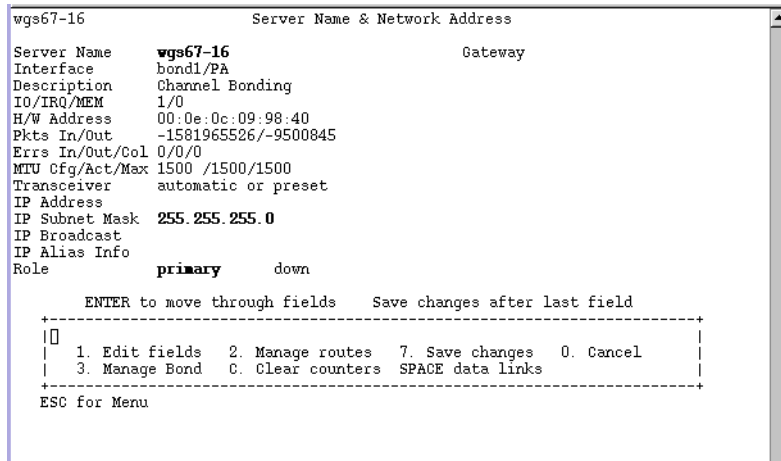 wgs67-16 Server Name & Network Address
Server Name wgs67-16 Gateway
Interface bond1/PA
Description Channel Bonding
IO/IRQ/MEM 1/0
H/W Address 00:0e:0c:09:98:40
Pkts In/Out -1581965526/-9500845
Errs In/Out/Col 0/0/0
MTU Cfg/Act/Max 1500 /1500/1500
Transceiver automatic or preset
IP Address
IP Subnet Mask 255.255.255.0
IP Broadcast
IP Alias Info
Role primary down
ENTER to move through fields Save changes after last field
1. Edit fields 2. Manage routes 7. Save changes 0. Cancel
3. Manage Bond C. Clear counters SPACE data links
ESC for Menu